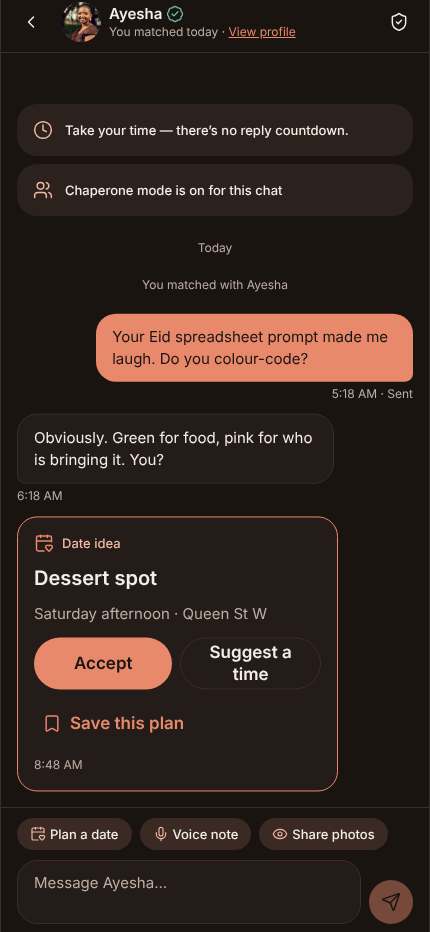 Ayesha
You matched today · View profile
Take your time — there’s no reply countdown.
Chaperone mode is on for this chat
Today
You matched with Ayesha
Your Eid spreadsheet prompt made me
laugh. Do you colour-code?
5:18 AM · Sent
Obviously. Green for food, pink for who
is bringing it. You?
6:18 AM
Date idea
Dessert spot
Saturday afternoon · Queen St W
Accept
Suggest a
time
Save this plan
8:48 AM
Plan a date
Voice note
Share photos
Message Ayesha...